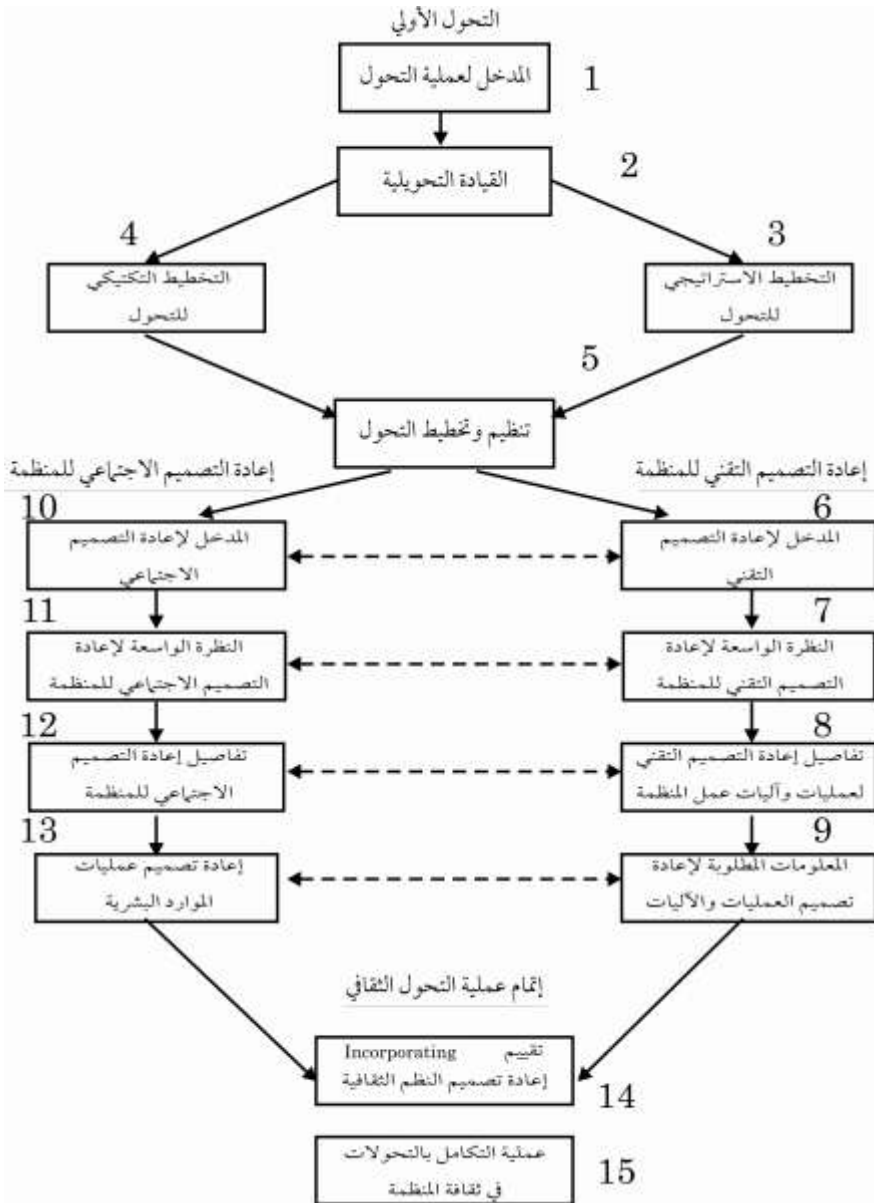 التحول الأولي
المدخل لعملية التحول
1
القيادة التحويلية
2
3
التخطيط الاستراتيجي
للتحول
4
التخطيط التكتيكي
للتحول
5
تنظيم وتخطيط التحول
إعادة التصميم التقني للمنظمة
6
المدخل لإعادة التصميم
التقني
7
النظرة الواسعة لإعادة
التصميم التقني للمنظمة
8
تفاصيل إعادة التصميم التقني
لعمليات وآليات عمل المنظمة
9
المعلومات المطلوبة لإعادة
تصميم العمليات والآليات
إعادة التصميم الاجتماعي للمنظمة
10
المدخل لإعادة التصميم
الاجتماعي
11
النظرة الواسعة لإعادة
التصميم الاجتماعي للمنظمة
12
تفاصيل إعادة التصميم
الاجتماعي للمنظمة
13
إعادة تصميم عمليات
الموارد البشرية
إتمام عملية التحول الثقافي
تقييم Incorporating
إعادة تصميم النظم الثقافية
14
عملية التكامل بالتحولات
في ثقافة المنظمة
15